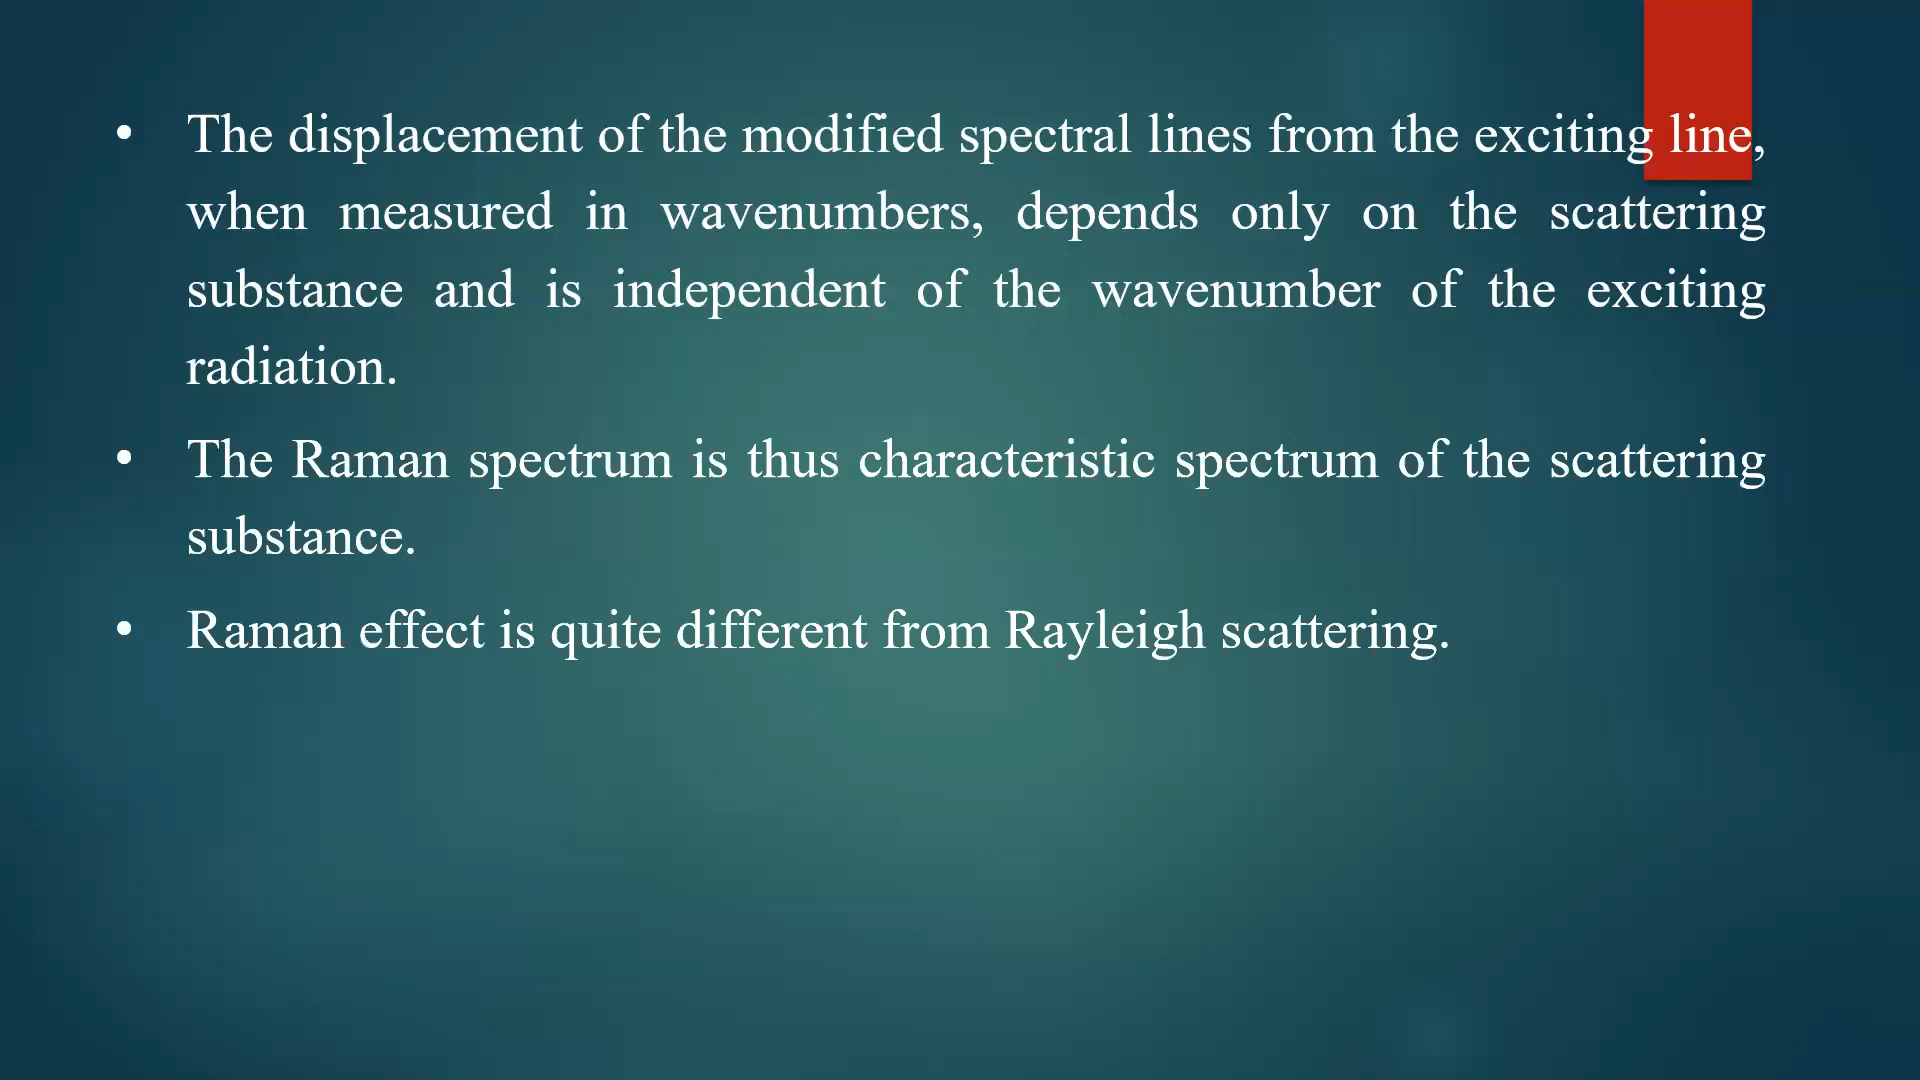 • The displacement of the modified spectral lines from the exciting line,
when measured in wavenumbers, depends only on the scattering
substance and is independent of the wavenumber of the exciting
radiation.
• The Raman spectrum is thus characteristic spectrum of the scattering
substance.
• Raman effect is quite different from Rayleigh scattering.